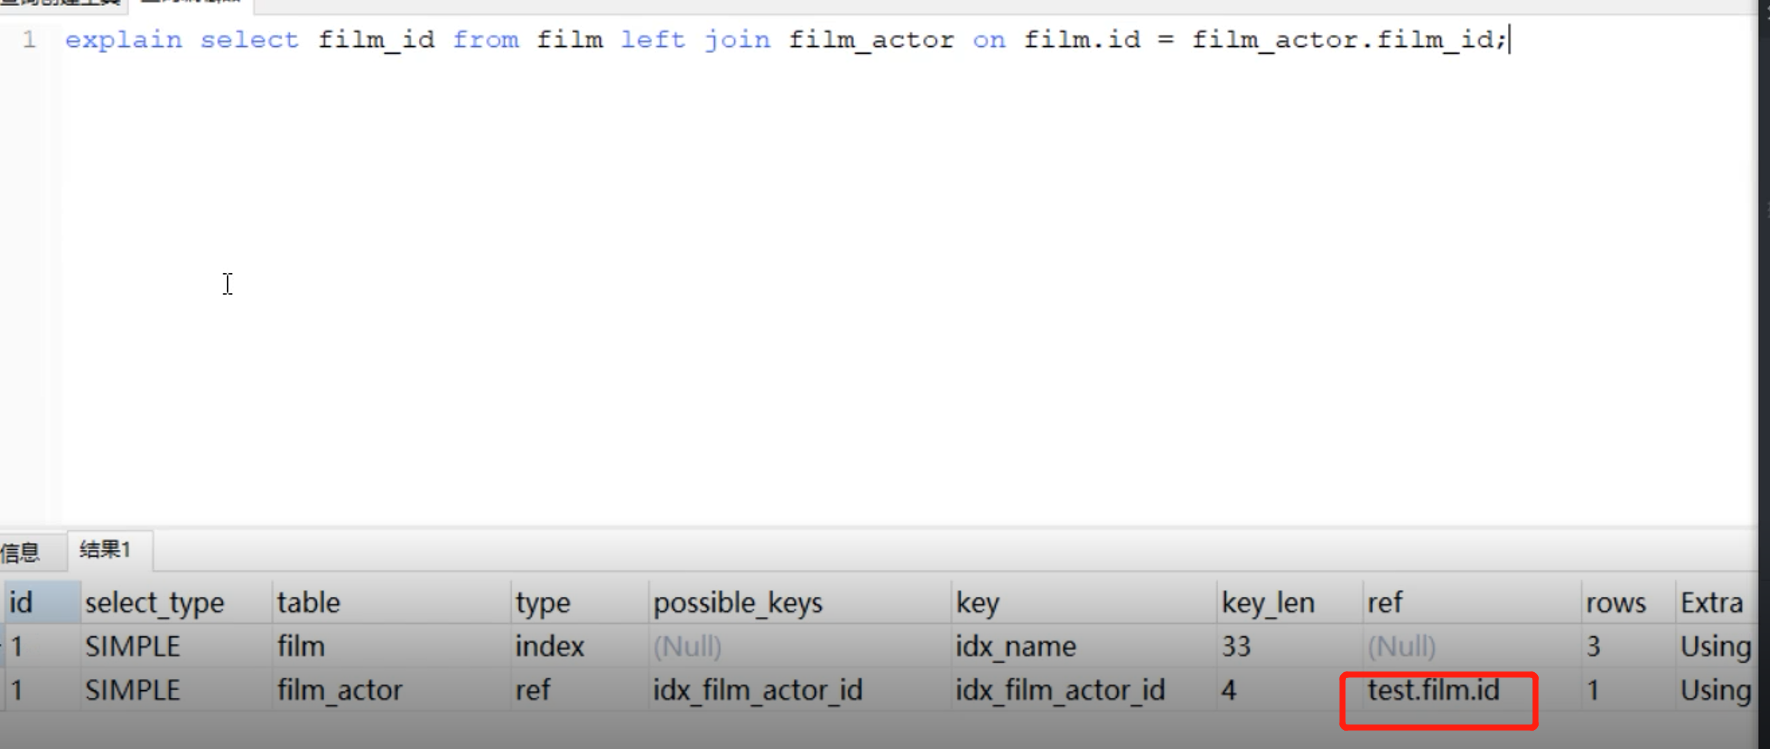 1 explain select film_id from film left join film_actor on film.id = film_actor.film_id;
信息 结果1
id select_type table type possible_keys key key_len ref rows Extra
1 SIMPLE film index (Null) idx_name 33 (Null) 3 Using
1 SIMPLE film_actor ref idx_film_actor_id idx_film_actor_id 4 test.film.id 1 Using